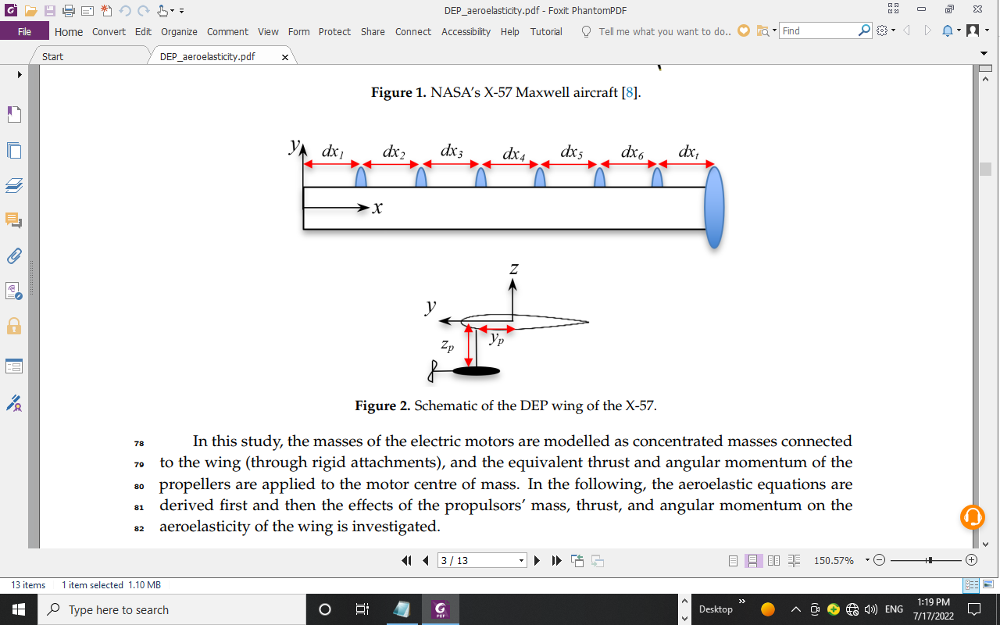 DEP_aeroelasticity.pdf - Foxit PhantomPDF
File Home Convert Edit Organize Comment View Form Protect Share Connect Accessibility Help Tutorial Tell me what you want to do.. Find
Start DEP_aeroelasticity.pdf x
Figure 1. NASA's X-57 Maxwell aircraft [8].
y dx1 dx2 dx3 dx4 dx5 dx6 dxt
x
z
y
zp yp
Figure 2. Schematic of the DEP wing of the X-57.
78 In this study, the masses of the electric motors are modelled as concentrated masses connected
79 to the wing (through rigid attachments), and the equivalent thrust and angular momentum of the
80 propellers are applied to the motor centre of mass. In the following, the aeroelastic equations are
81 derived first and then the effects of the propulsors' mass, thrust, and angular momentum on the
82 aeroelasticity of the wing is investigated.
3 / 13 150.57%
13 items 1 item selected 1.10 MB
Type here to search Desktop » ENG 1:19 PM
7/17/2022